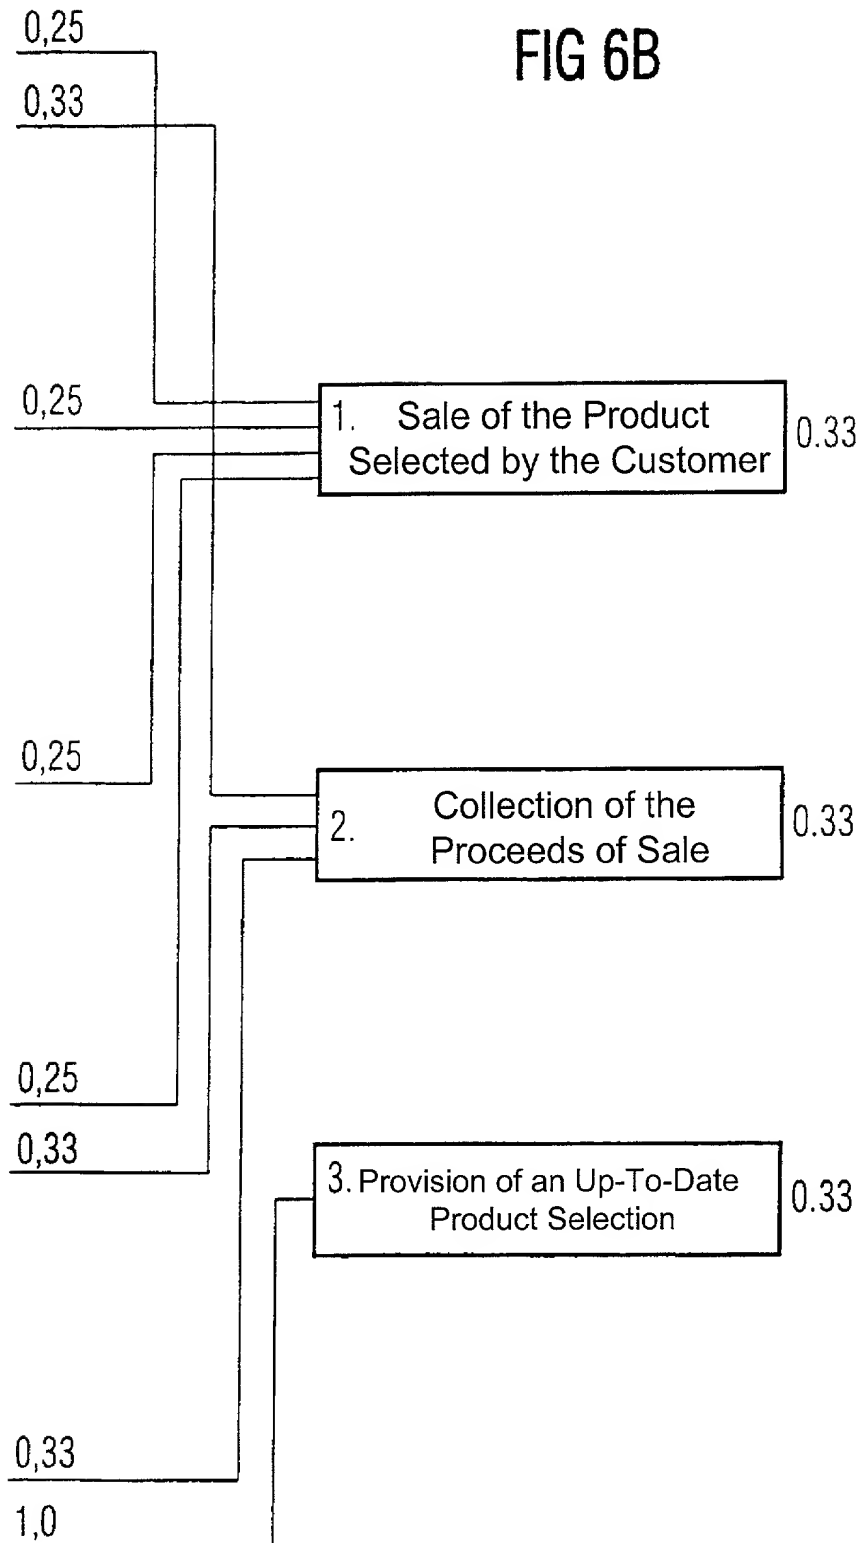 0,25
FIG 6B
0,33
0,25
1. Sale of the Product
Selected by the Customer
0.33
0,25
2. Collection of the
Proceeds of Sale
0.33
0,25
0,33
3. Provision of an Up-To-Date
Product Selection
0.33
0,33
1,0